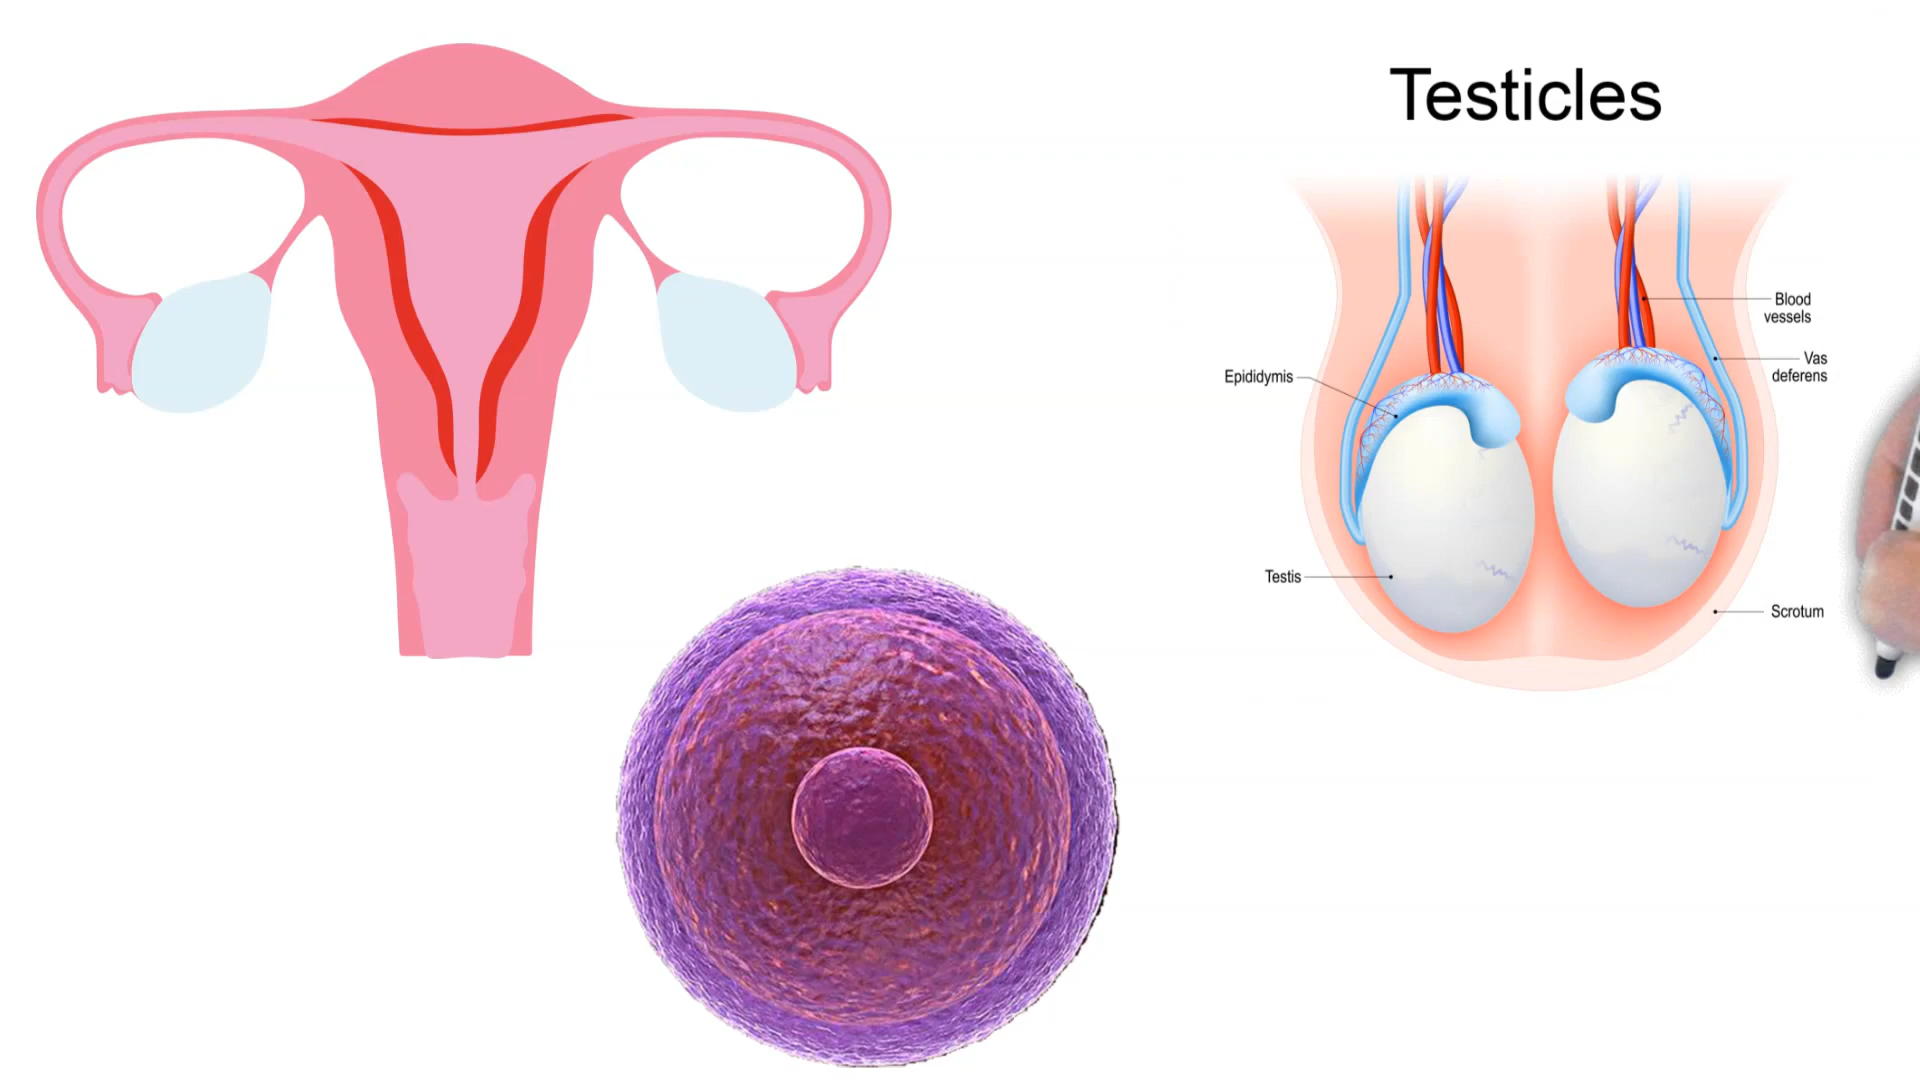 Testicles
Blood
vessels
Vas
deferens
Epididymis
Testis
Scrotum